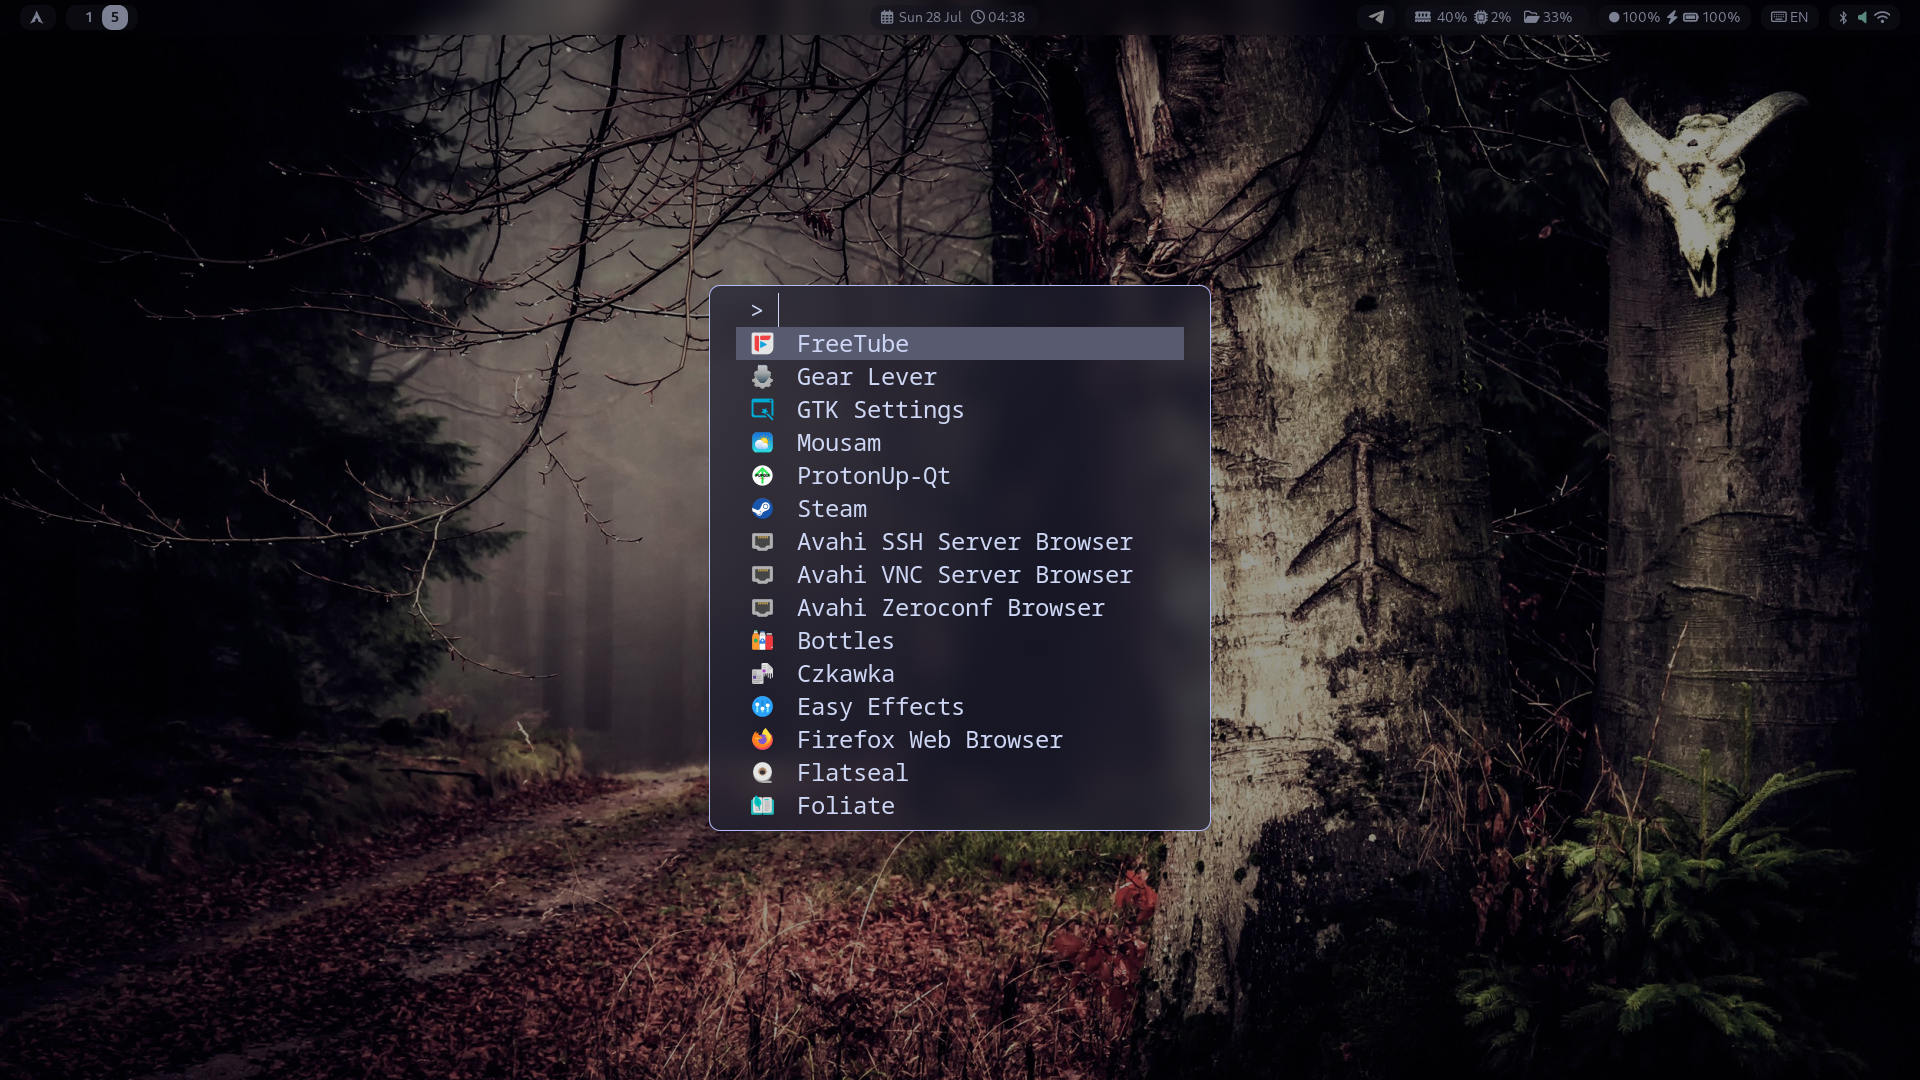 1 5
Sun 28 Jul 04:38
40% 2% 33% 100% 100% EN
>
FreeTube
Gear Lever
GTK Settings
Mousam
ProtonUp-Qt
Steam
Avahi SSH Server Browser
Avahi VNC Server Browser
Avahi Zeroconf Browser
Bottles
Czkawka
Easy Effects
Firefox Web Browser
Flatseal
Foliate